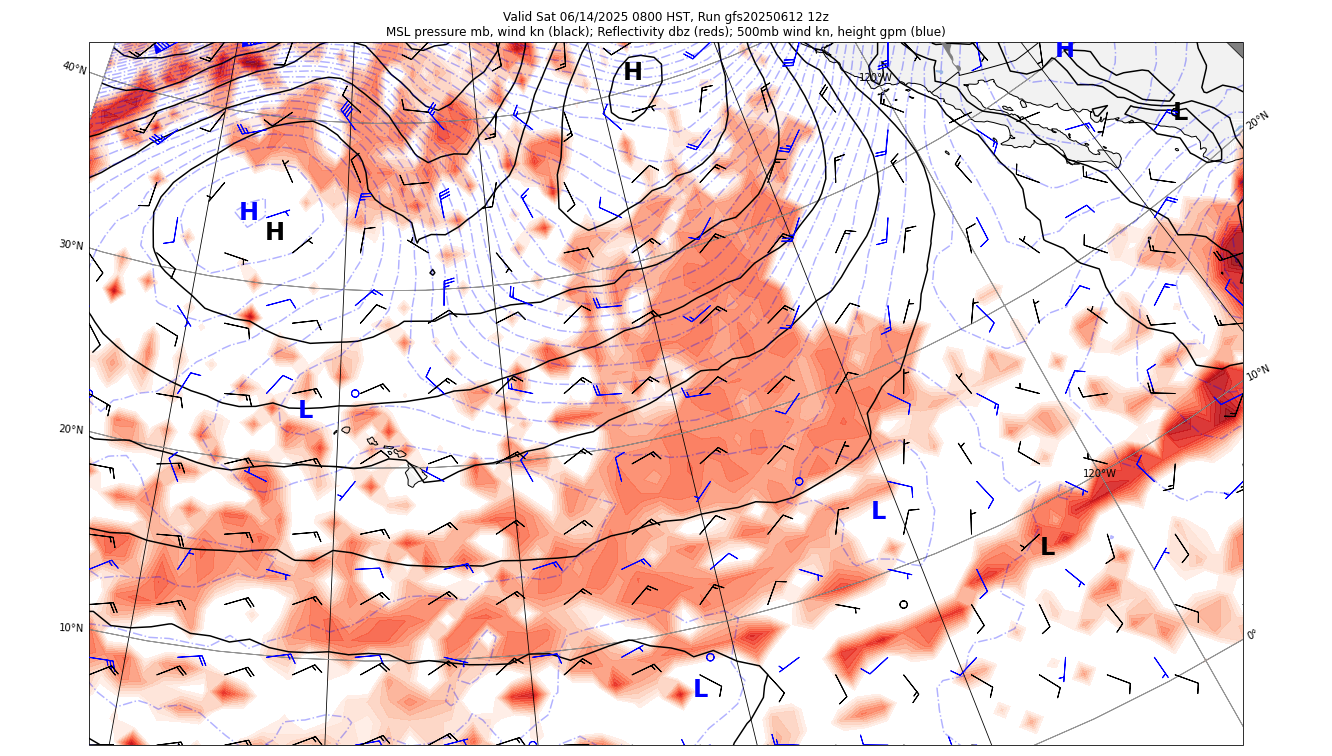 Valid Sat 06/14/2025 0800 HST, Run gfs20250612 12z
MSL pressure mb, wind kn (black); Reflectivity dbz (reds); 500mb wind kn, height gpm (blue)
H
H
40°N
120°W
L
20°N
H
H
30°N
10°N
L
20°N
120°W
L
L
10°N
0°
L